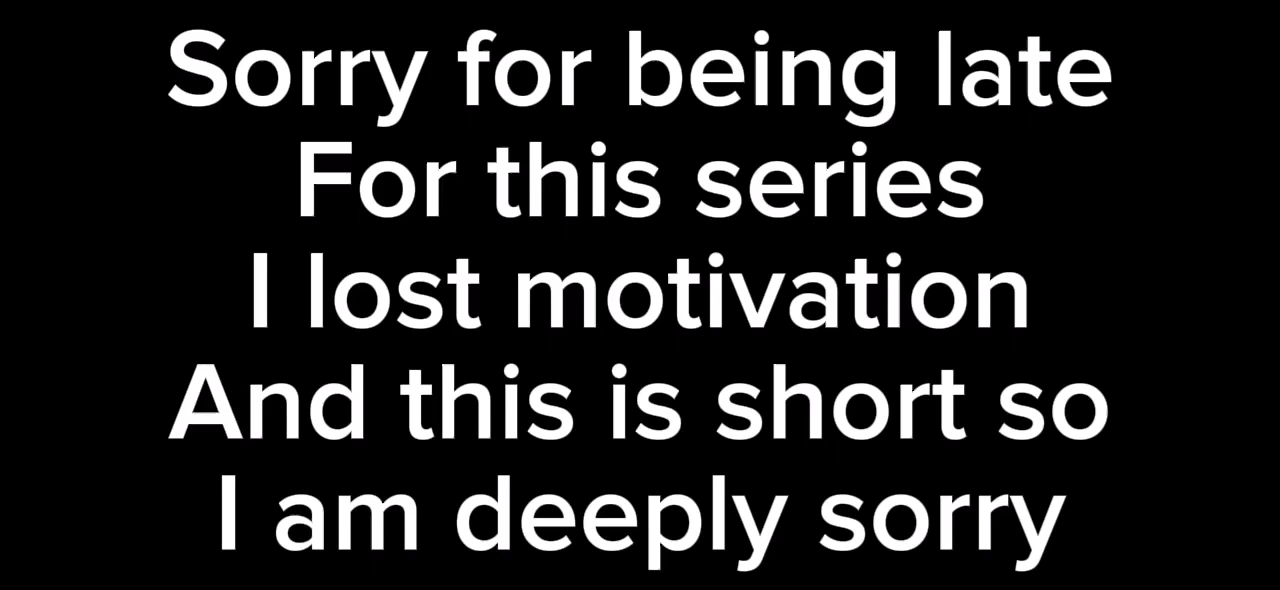 Sorry for being late
For this series
I lost motivation
And this is short so
I am deeply sorry